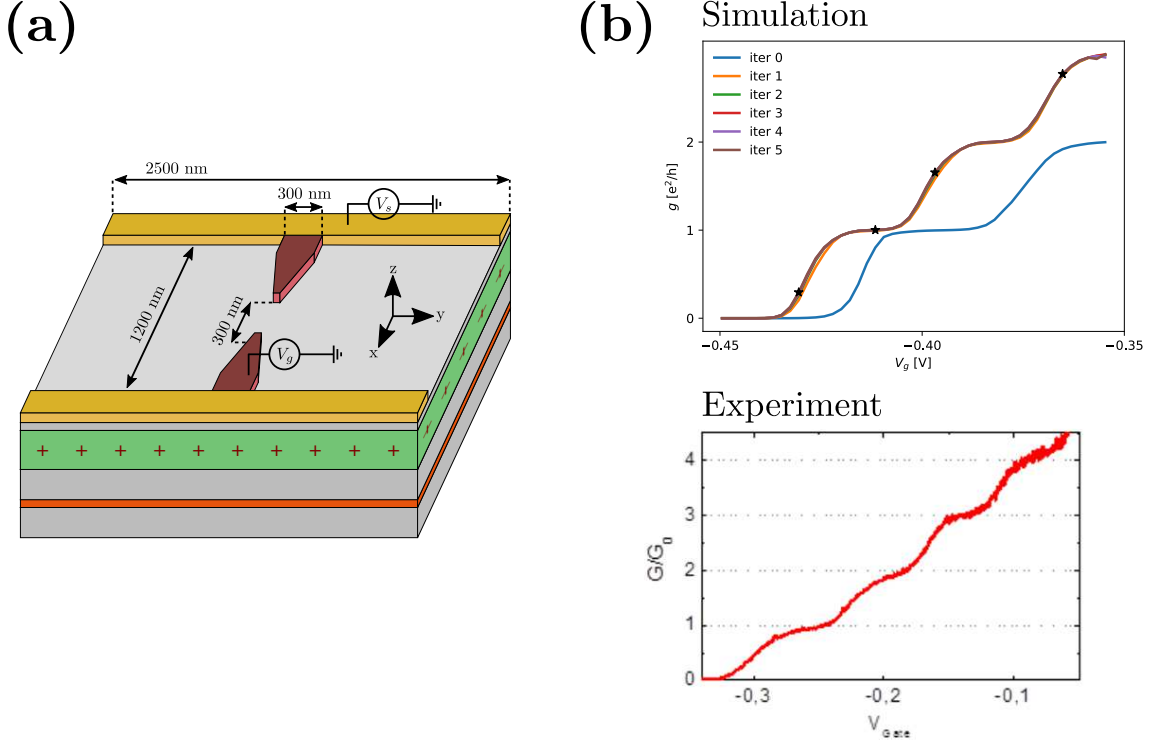 (a)
2500 nm
300 nm
V_s
1200 nm
300 nm
z
y
x
V_g
+ + + + + + + + + +
(b)
Simulation
iter 0
iter 1
iter 2
iter 3
iter 4
iter 5
g [e²/h]
2
1
0
−0.45
−0.40
−0.35
V_g [V]
Experiment
G/G_0
4
3
2
1
0
-0,3
-0,2
-0,1
V_Gate